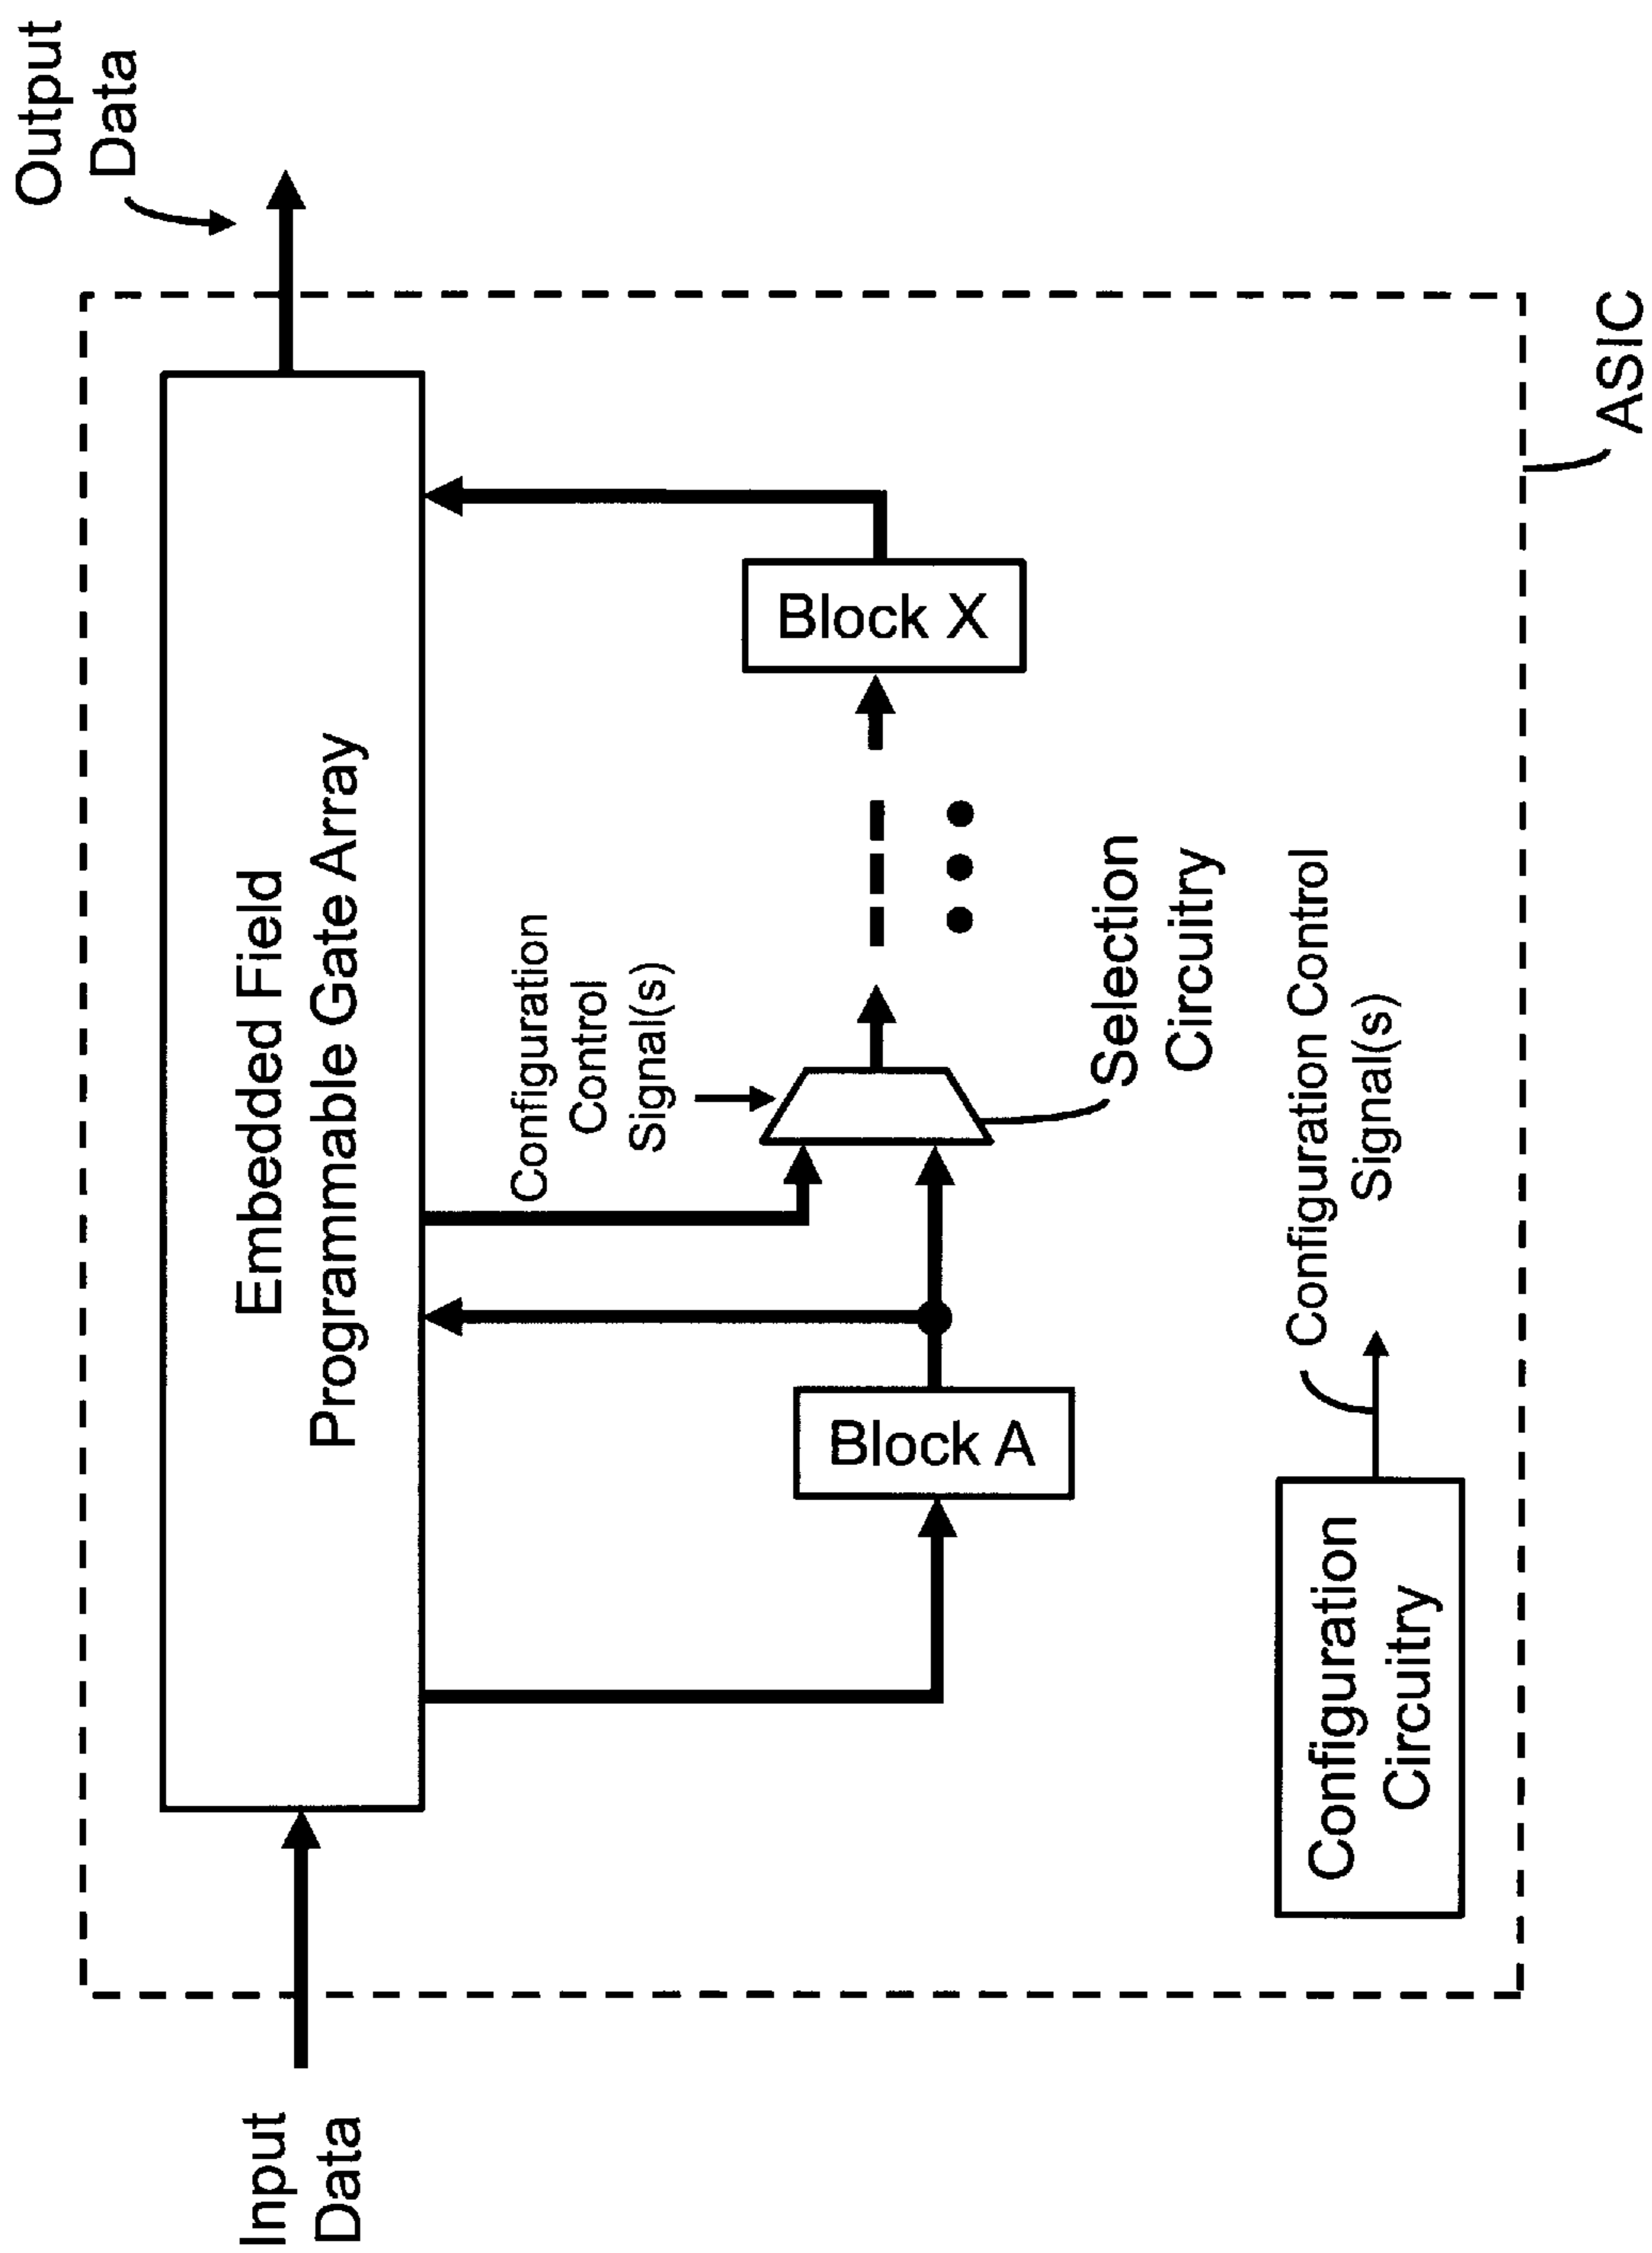 Input
Data
Embedded Field
Programmable Gate Array
Output
Data
Configuration
Control
Signal(s)
Block A
Block X
Selection
Circuitry
Configuration
Circuitry
Configuration Control
Signal(s)
ASIC